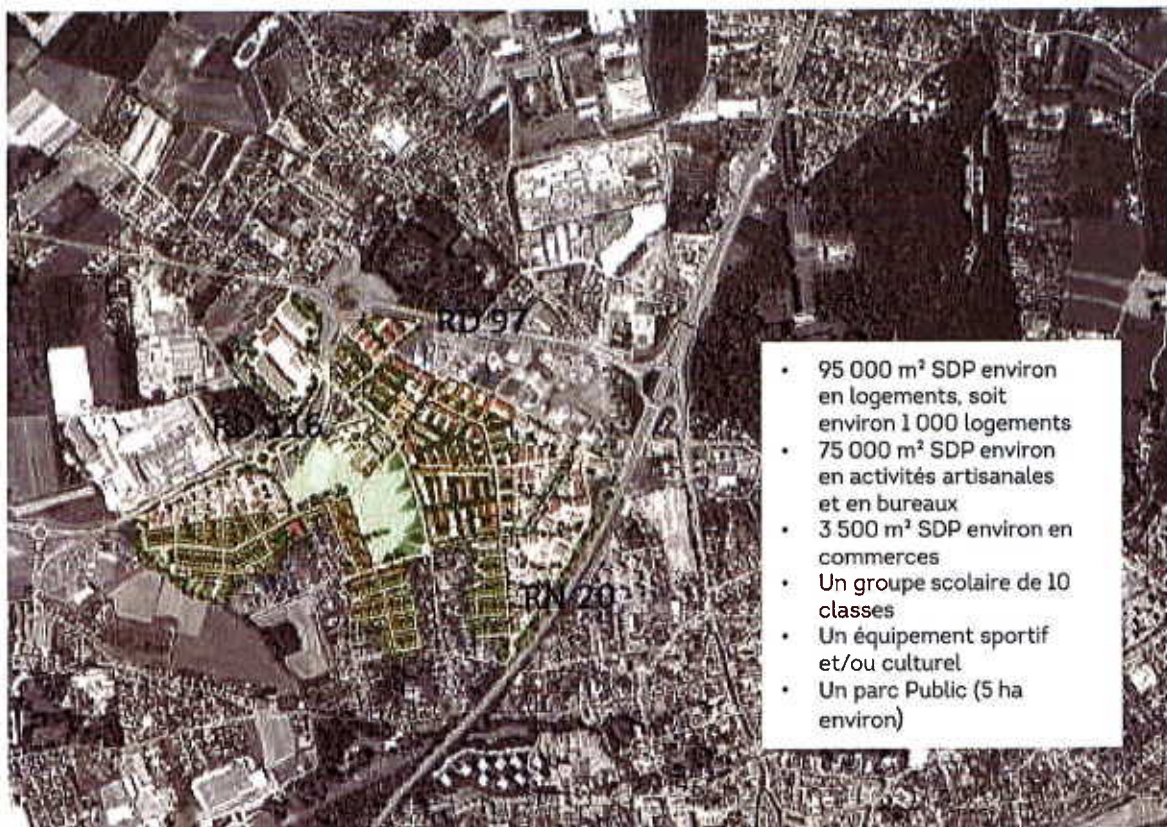 RD 97
RD 116
RN 20
• 95 000 m² SDP environ
en logements, soit
environ 1 000 logements
• 75 000 m² SDP environ
en activités artisanales
et en bureaux
• 3 500 m² SDP environ en
commerces
• Un groupe scolaire de 10
classes
• Un équipement sportif
et/ou culturel
• Un parc Public (5 ha
environ)